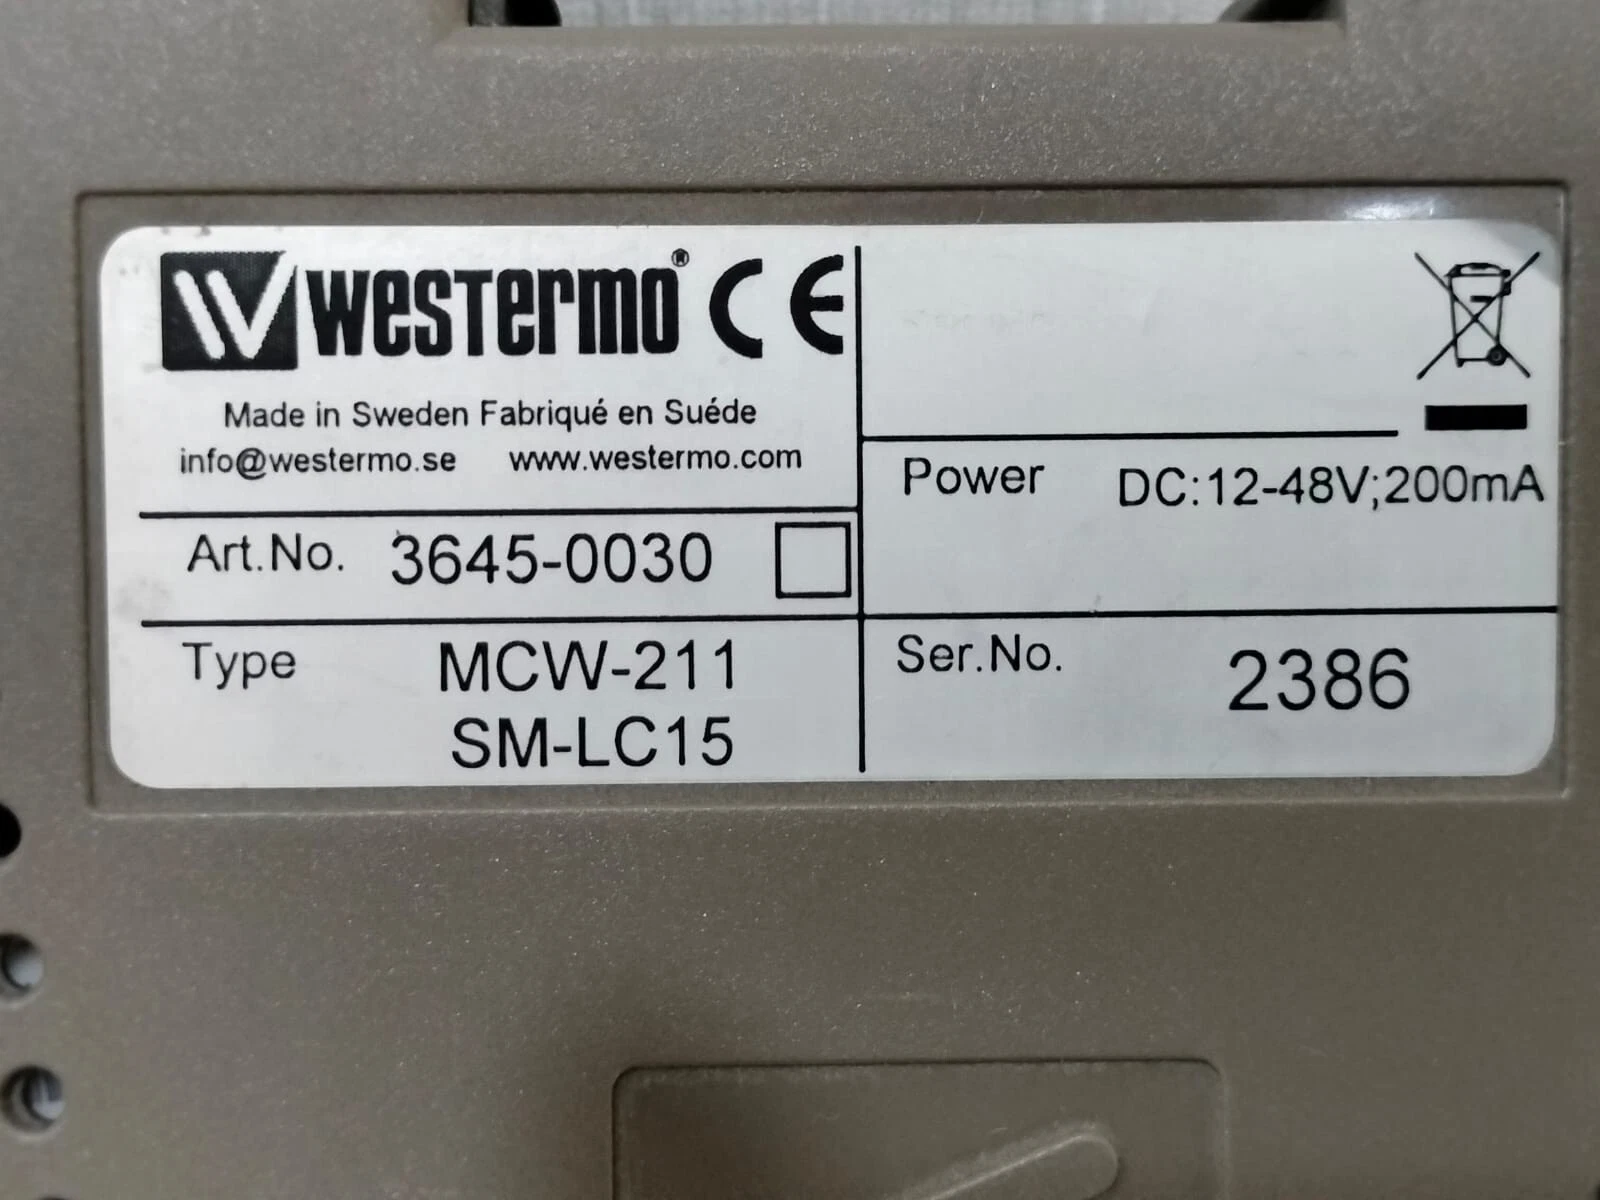 WESTERMO® CE
Made in Sweden Fabriqué en Suéde
info@westermo.se www.westermo.com
Art.No. 3645-0030
Type MCW-211
SM-LC15
Power DC:12-48V;200mA
Ser.No. 2386